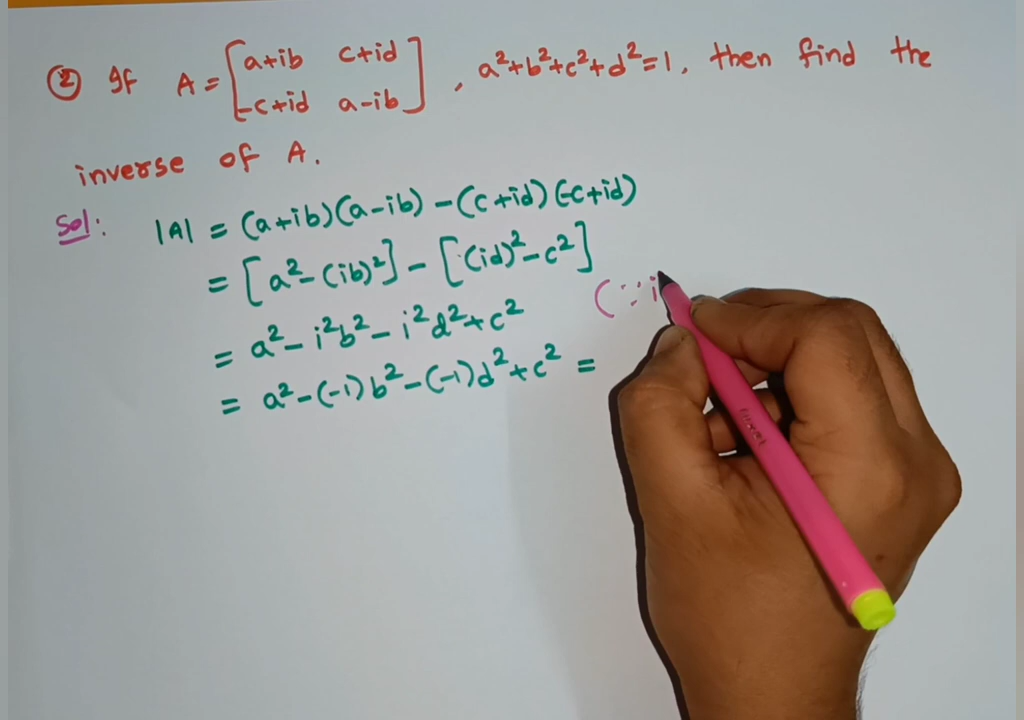 ② If A = [a+ib c+id
-c+id a-ib] , a²+b²+c²+d²=1, then find the
inverse of A.
Sol: |A| = (a+ib)(a-ib) -(c+id)(-c+id)
= [a²-(ib)²] - [(id)²-c²]
(∵ i
= a²-i²b²-i²d²+c²
= a²-(-1)b²-(-1)d²+c² =